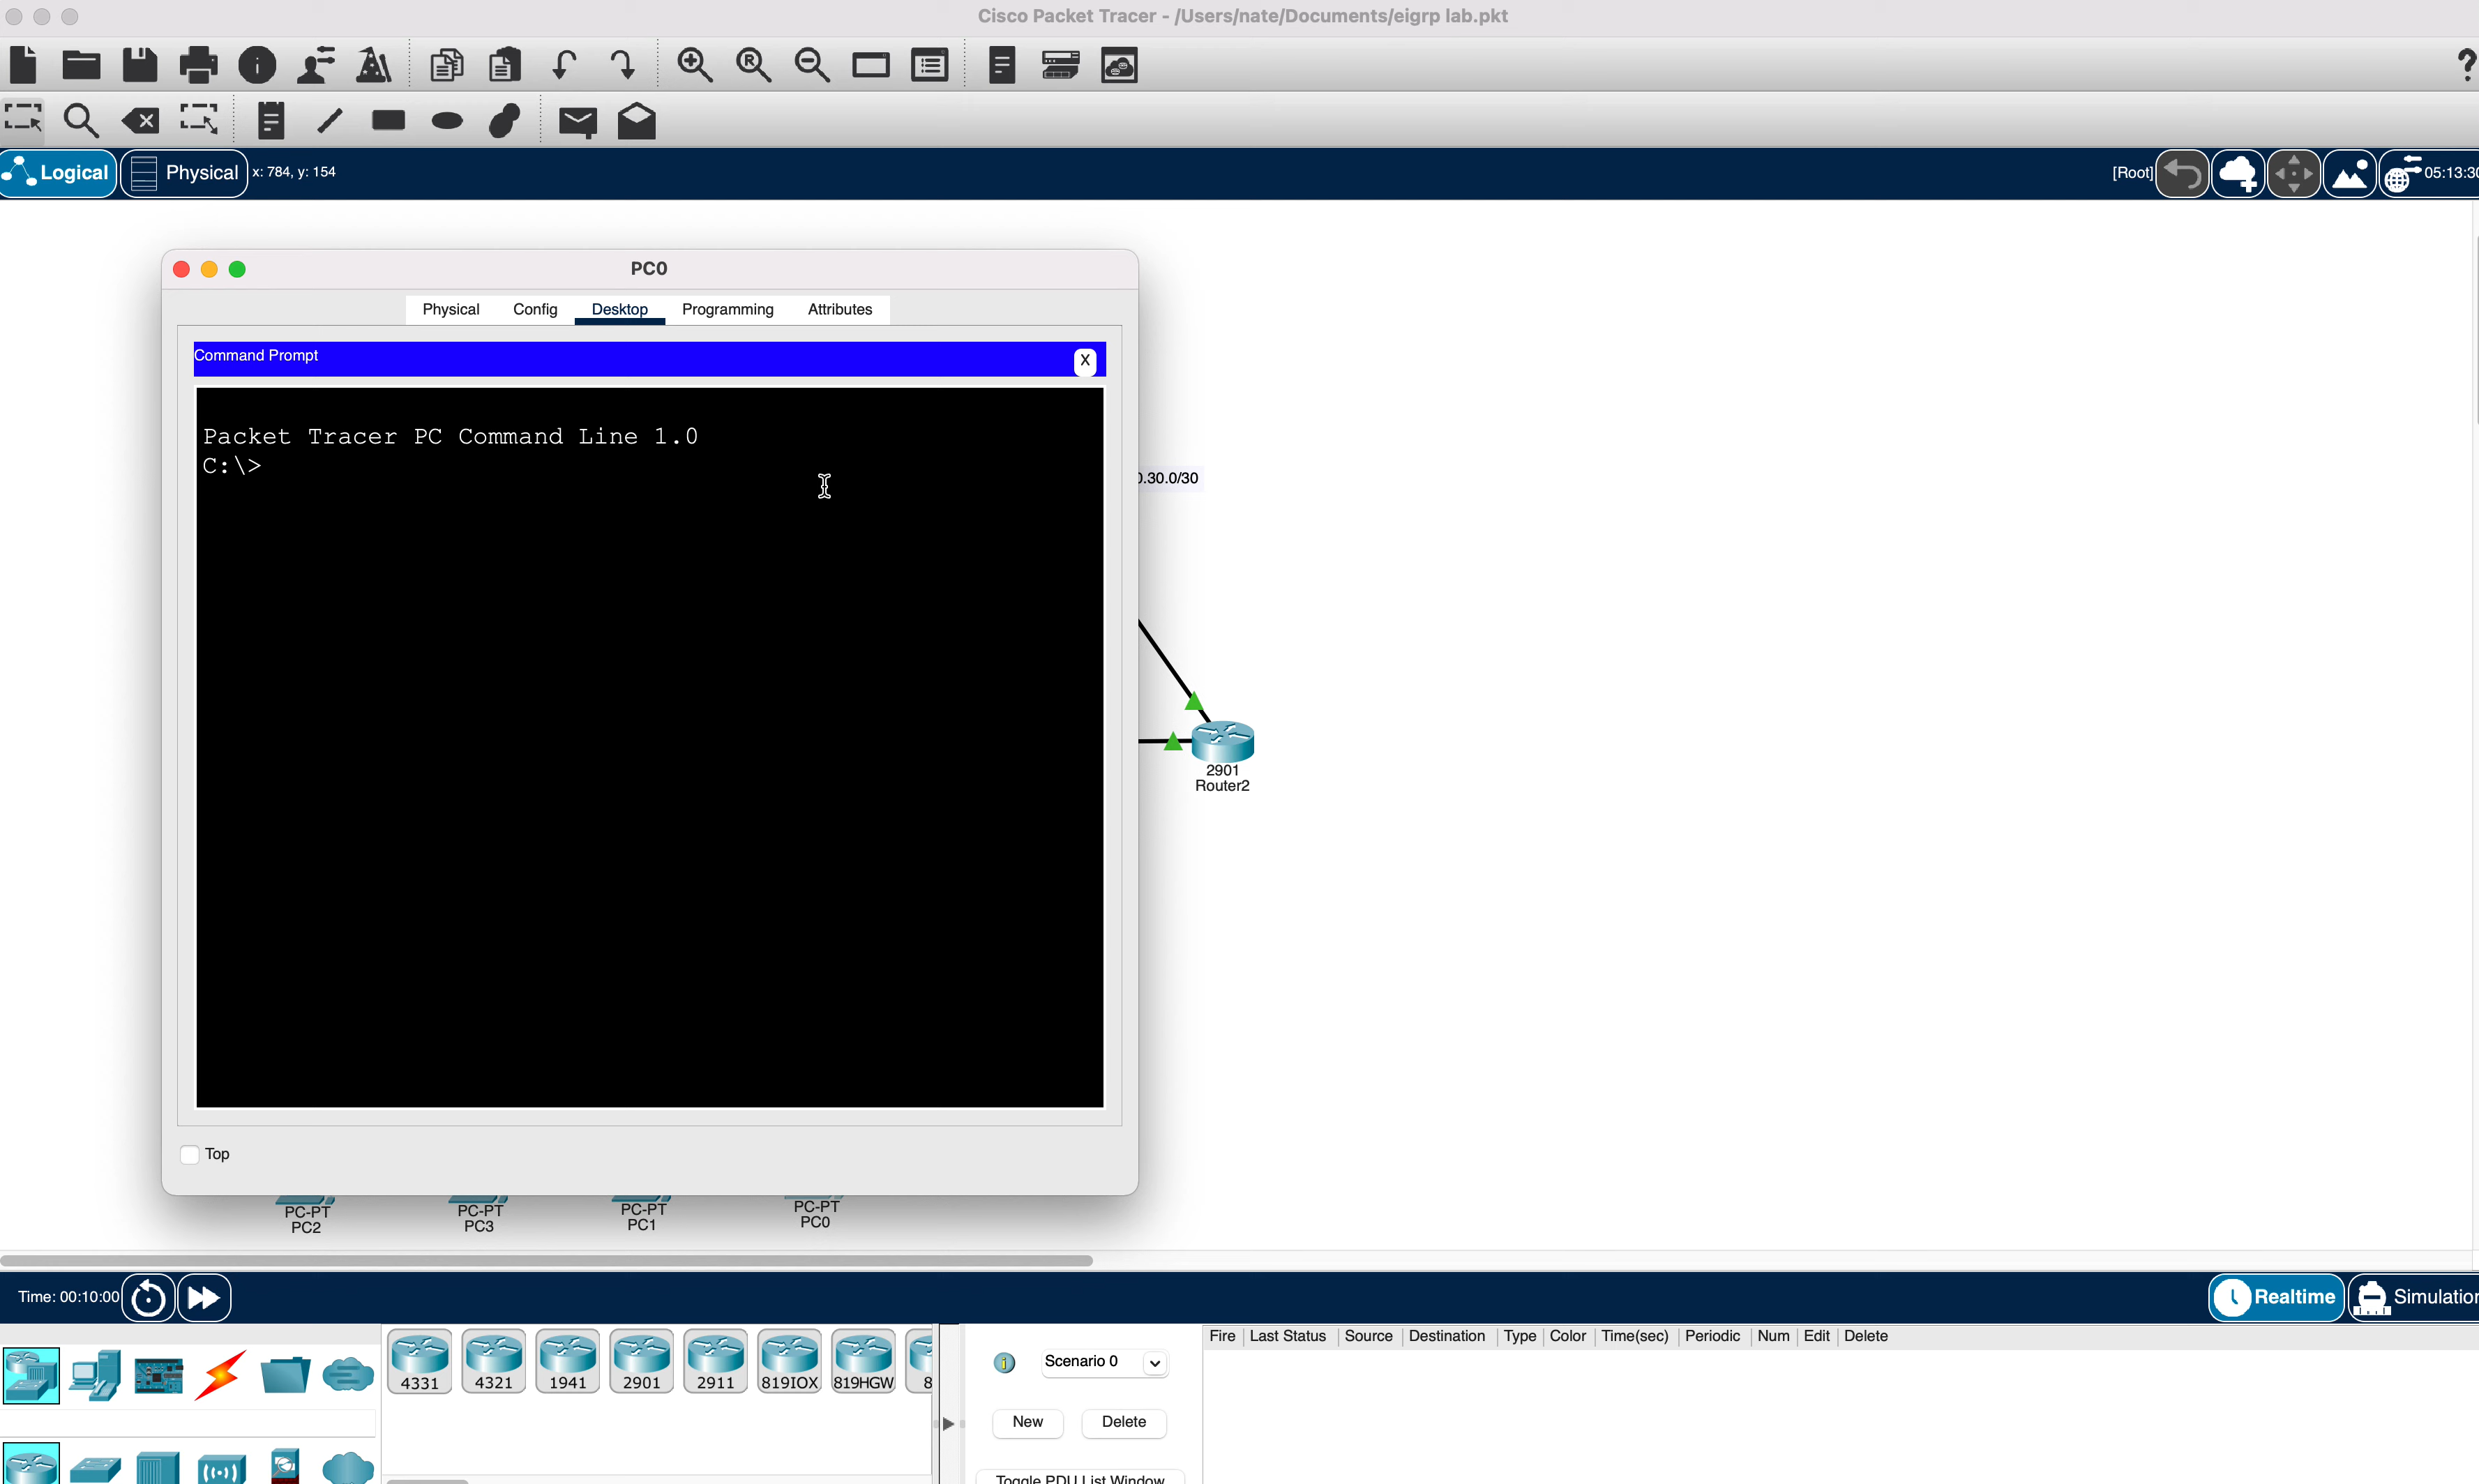 Cisco Packet Tracer - /Users/nate/Documents/eigrp lab.pkt
Logical
Physical
x: 784, y: 154
[Root]
05:13:30
PC0
Physical
Config
Desktop
Programming
Attributes
Command Prompt
X
Packet Tracer PC Command Line 1.0
C:\>
0.30.0/30
2901
Router2
Top
PC-PT
PC2
PC-PT
PC3
PC-PT
PC1
PC-PT
PC0
Time: 00:10:00
Realtime
Simulation
Fire
Last Status
Source
Destination
Type
Color
Time(sec)
Periodic
Num
Edit
Delete
4331
4321
1941
2901
2911
819IOX
819HGW
8
Scenario 0
New
Delete
Toggle PDU List Window